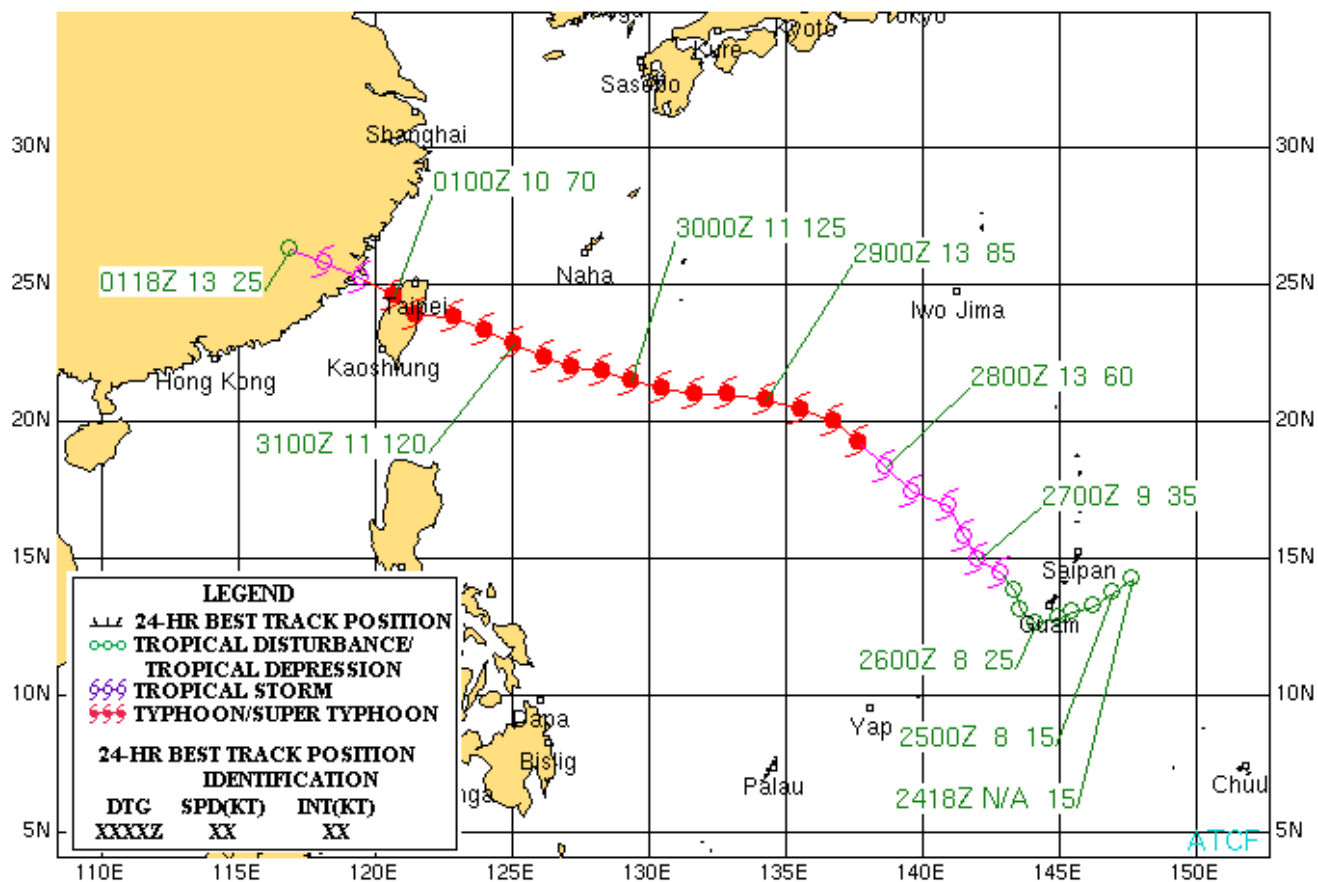 Tokyo
Kyoto
Kure
Sasebo
30N
30N
Shanghai
0100Z 10 70
3000Z 11 125
2900Z 13 85
Naha
0118Z 13 25
25N
25N
Taipei
Iwo Jima
Kaoshiung
Hong Kong
2800Z 13 60
20N
20N
3100Z 11 120
2700Z 9 35
15N
15N
Saipan
Guam
LEGEND
24-HR BEST TRACK POSITION
TROPICAL DISTURBANCE/
TROPICAL DEPRESSION
TROPICAL STORM
TYPHOON/SUPER TYPHOON
24-HR BEST TRACK POSITION
IDENTIFICATION
DTG SPD(KT) INT(KT)
XXXXZ XX XX
2600Z 8 25
10N
10N
Dapa
Yap
2500Z 8 15
Bislig
Palau
nga
2418Z N/A 15
Chuu
5N
5N
ATCF
110E 115E 120E 125E 130E 135E 140E 145E 150E